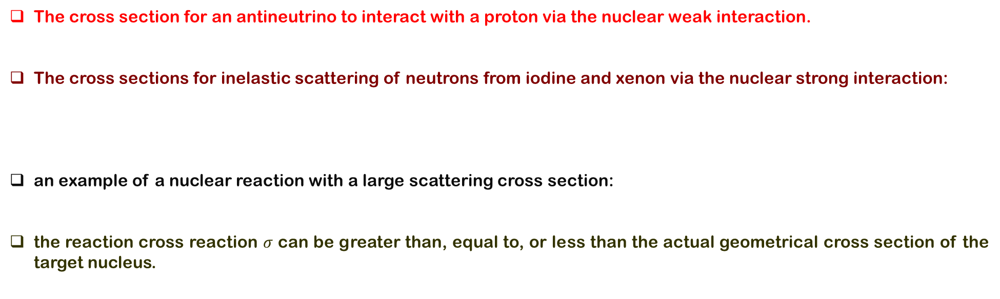 ❑ The cross section for an antineutrino to interact with a proton via the nuclear weak interaction.
❑ The cross sections for inelastic scattering of neutrons from iodine and xenon via the nuclear strong interaction:
❑ an example of a nuclear reaction with a large scattering cross section:
❑ the reaction cross reaction σ can be greater than, equal to, or less than the actual geometrical cross section of the
target nucleus.